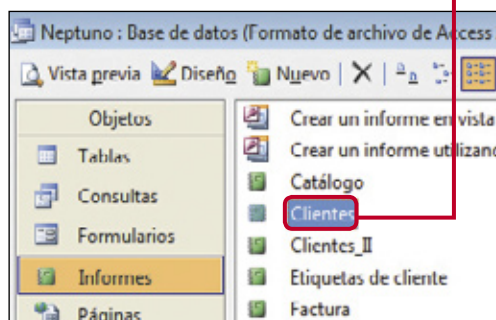 Neptuno : Base de datos (Formato de archivo de Access
Vista previa Diseño Nuevo
Objetos
Tablas
Consultas
Formularios
Informes
Páginas
Crear un informe en vista
Crear un informe utilizando
Catálogo
Clientes
Clientes_II
Etiquetas de cliente
Factura